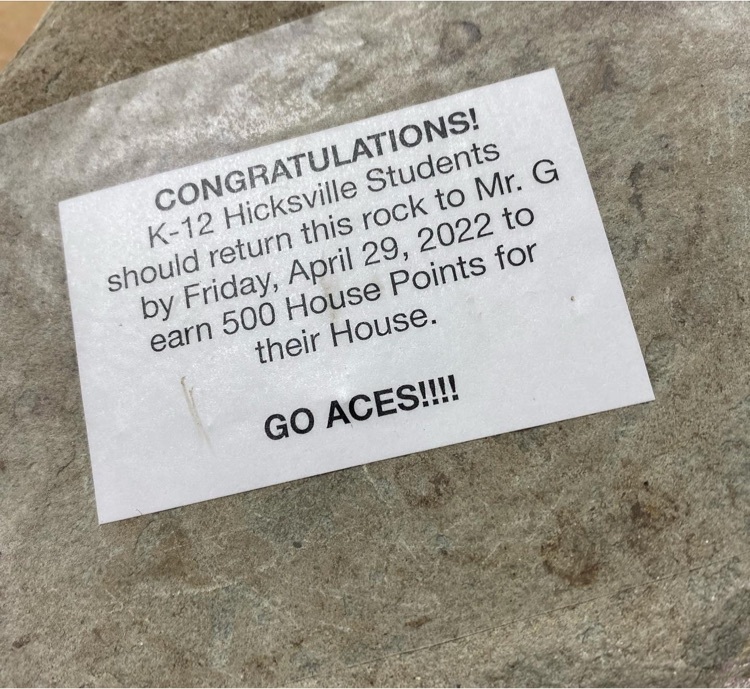 CONGRATULATIONS!
K-12 Hicksville Students
should return this rock to Mr. G
by Friday, April 29, 2022 to
earn 500 House Points for
their House.
GO ACES!!!!